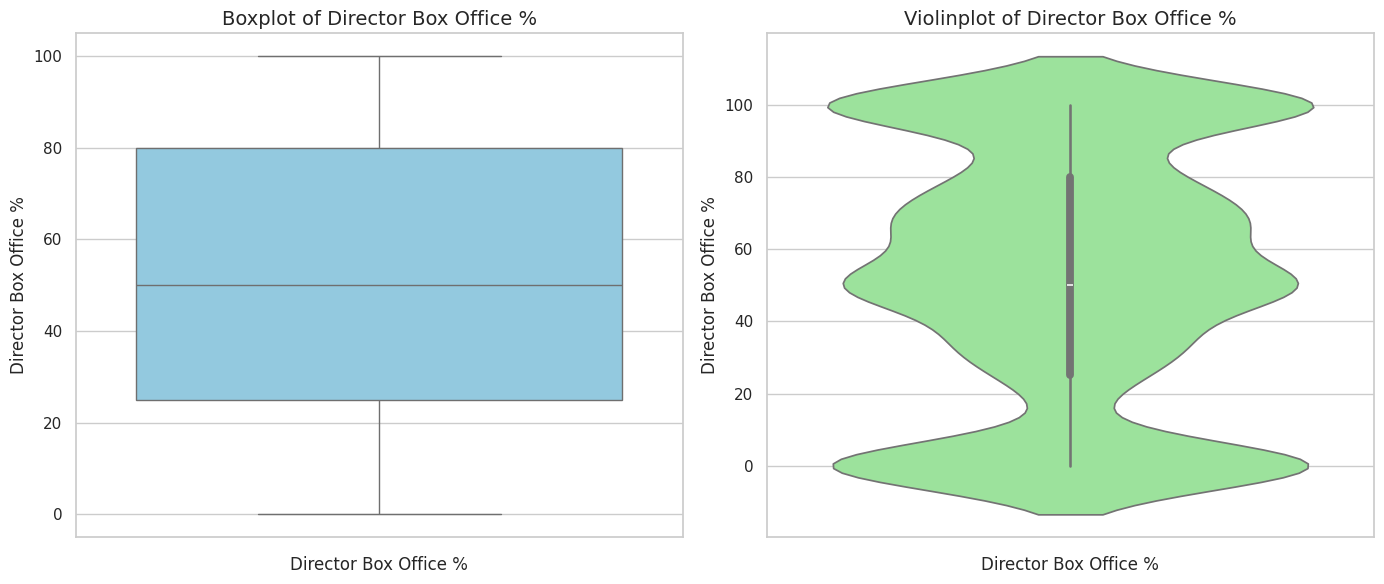 Boxplot of Director Box Office %
100
80
60
40
20
0
Director Box Office %
Director Box Office %
Violinplot of Director Box Office %
100
80
60
40
20
0
Director Box Office %
Director Box Office %